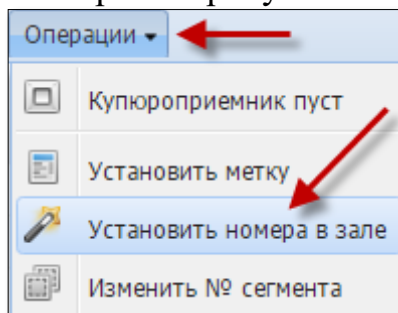 Операции
Купюроприемник пуст
Установить метку
Установить номера в зале
Изменить № сегмента